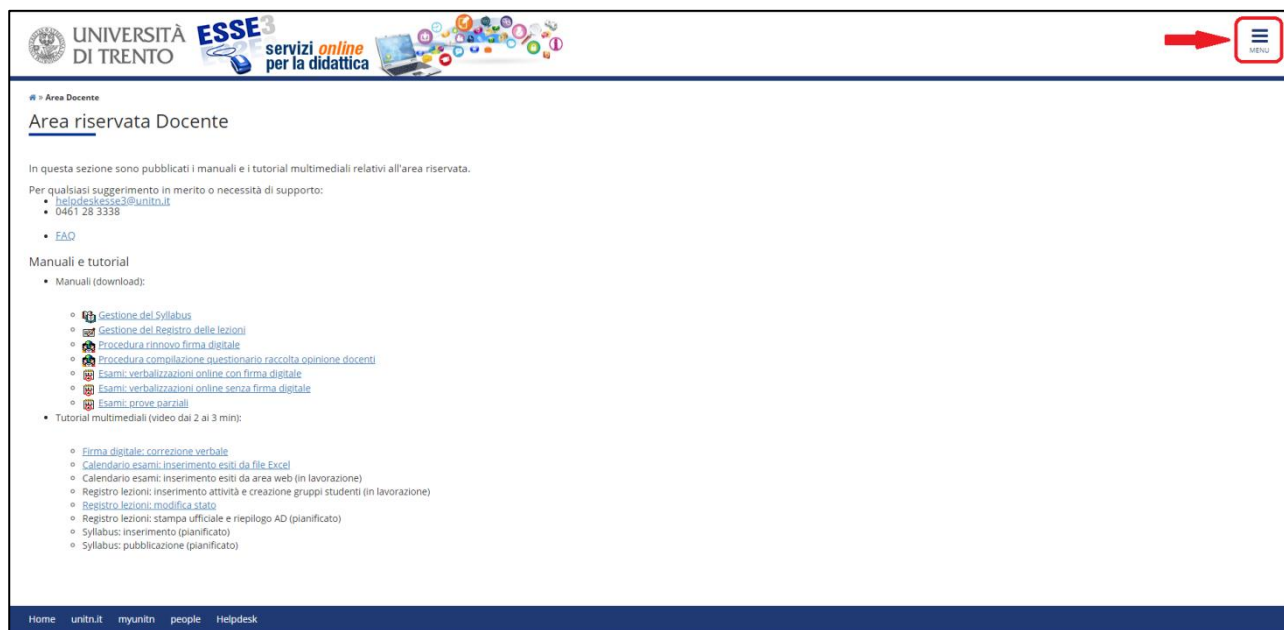 UNIVERSITÀ
DI TRENTO
ESSE3
servizi online
per la didattica
MENU
» Area Docente
Area riservata Docente
In questa sezione sono pubblicati i manuali e i tutorial multimediali relativi all'area riservata.
Per qualsiasi suggerimento in merito o necessità di supporto:
helpdeskesse3@unitn.it
0461 28 3338
FAQ
Manuali e tutorial
Manuali (download):
Gestione del Syllabus
Gestione del Registro delle lezioni
Procedura rinnovo firma digitale
Procedura compilazione questionario raccolta opinione docenti
Esami: verbalizzazioni online con firma digitale
Esami: verbalizzazioni online senza firma digitale
Esami: prove parziali
Tutorial multimediali (video dai 2 ai 3 min):
Firma digitale: correzione verbale
Calendario esami: inserimento esiti da file Excel
Calendario esami: inserimento esiti da area web (in lavorazione)
Registro lezioni: inserimento attività e creazione gruppi studenti (in lavorazione)
Registro lezioni: modifica stato
Registro lezioni: stampa ufficiale e riepilogo AD (pianificato)
Syllabus: inserimento (pianificato)
Syllabus: pubblicazione (pianificato)
Home unitn.it myunitn people Helpdesk